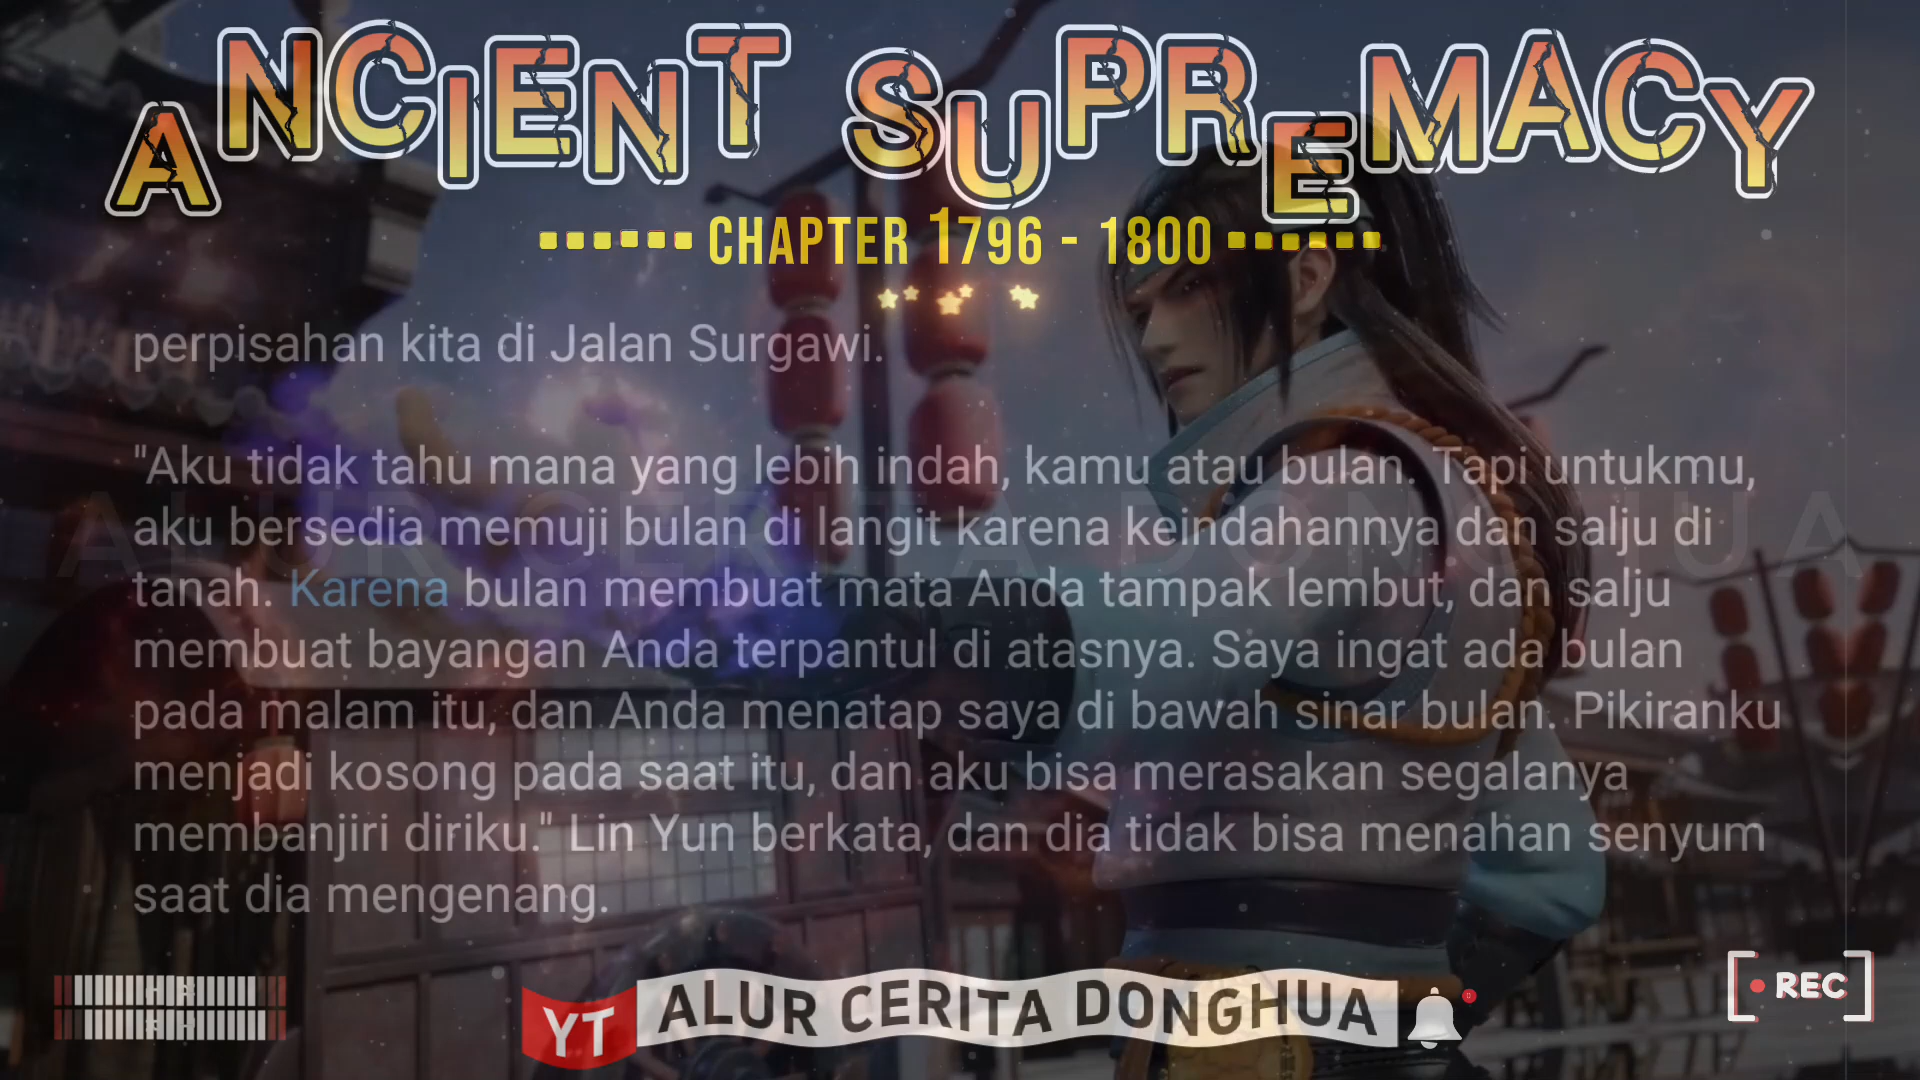 ANCIENT SUPREMACY
CHAPTER 1796 - 1800
perpisahan kita di Jalan Surgawi.
"Aku tidak tahu mana yang lebih indah, kamu atau bulan. Tapi untukmu,
aku bersedia memuji bulan di langit karena keindahannya dan salju di
tanah. Karena bulan membuat mata Anda tampak lembut, dan salju
membuat bayangan Anda terpantul di atasnya. Saya ingat ada bulan
pada malam itu, dan Anda menatap saya di bawah sinar bulan. Pikiranku
menjadi kosong pada saat itu, dan aku bisa merasakan segalanya
membanjiri diriku." Lin Yun berkata, dan dia tidak bisa menahan senyum
saat dia mengenang.
ALUR CERITA DONGHUA
YT ALUR CERITA DONGHUA
REC